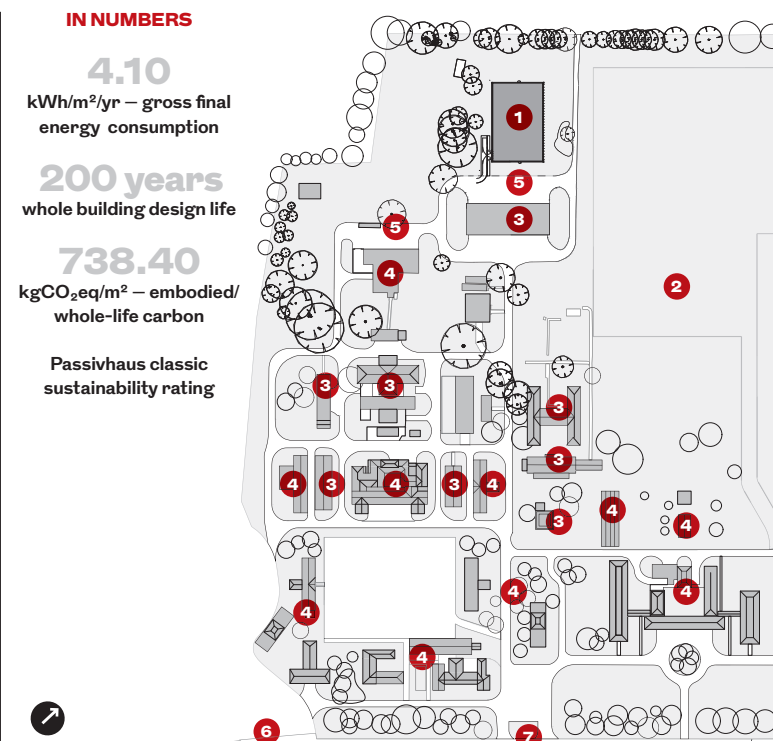 IN NUMBERS
4.10
kWh/m²/yr – gross final
energy consumption
200 years
whole building design life
738.40
kgCO₂eq/m² – embodied/
whole-life carbon
Passivhaus classic
sustainability rating
1
5
3
5
4
2
3
3
3
3
4
3
4
3
4
4
4
3
4
4
4
4
6
7